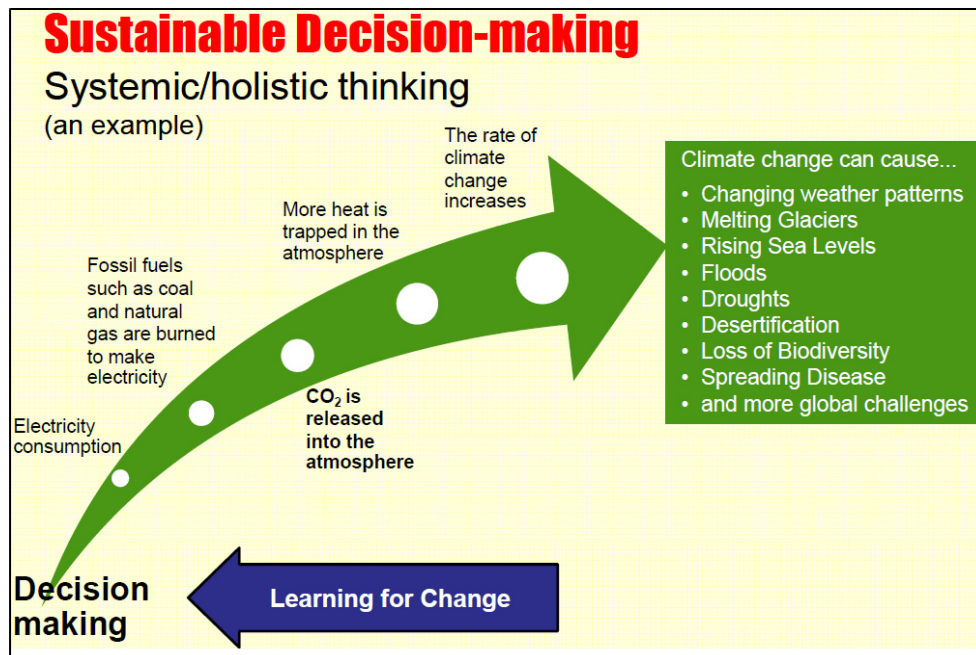 Sustainable Decision-making
Systemic/holistic thinking
(an example)
The rate of
climate
change
increases
More heat is
trapped in the
atmosphere
Fossil fuels
such as coal
and natural
gas are burned
to make
electricity
CO₂ is
released
into the
atmosphere
Electricity
consumption
Climate change can cause...
• Changing weather patterns
• Melting Glaciers
• Rising Sea Levels
• Floods
• Droughts
• Desertification
• Loss of Biodiversity
• Spreading Disease
• and more global challenges
Decision
making
Learning for Change